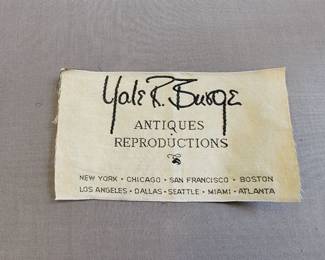 Yale R. Burge
ANTIQUES
REPRODUCTIONS
NEW YORK • CHICAGO • SAN FRANCISCO • BOSTON
LOS ANGELES • DALLAS • SEATTLE • MIAMI • ATLANTA